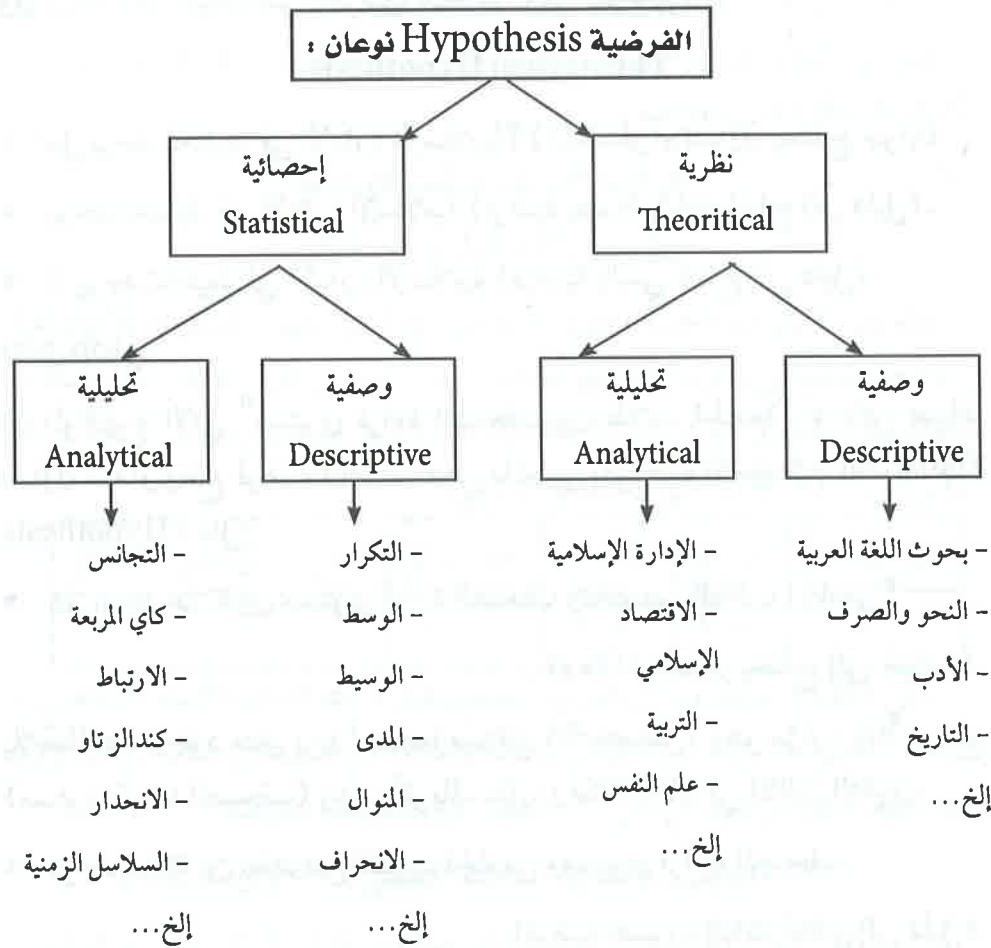 الفرضية Hypothesis نوعان :
نظرية
Theoritical
إحصائية
Statistical
وصفية
Descriptive
تحليلية
Analytical
وصفية
Descriptive
تحليلية
Analytical
– بحوث اللغة العربية
– النحو والصرف
– الأدب
– التاريخ
إلخ...
– الإدارة الإسلامية
– الاقتصاد
الإسلامي
– التربية
– علم النفس
إلخ...
– التكرار
– الوسط
– الوسيط
– المدى
– المنوال
– الانحراف
إلخ...
– التجانس
– كاي المربعة
– الارتباط
– كندالز تاو
– الانحدار
– السلاسل الزمنية
إلخ...